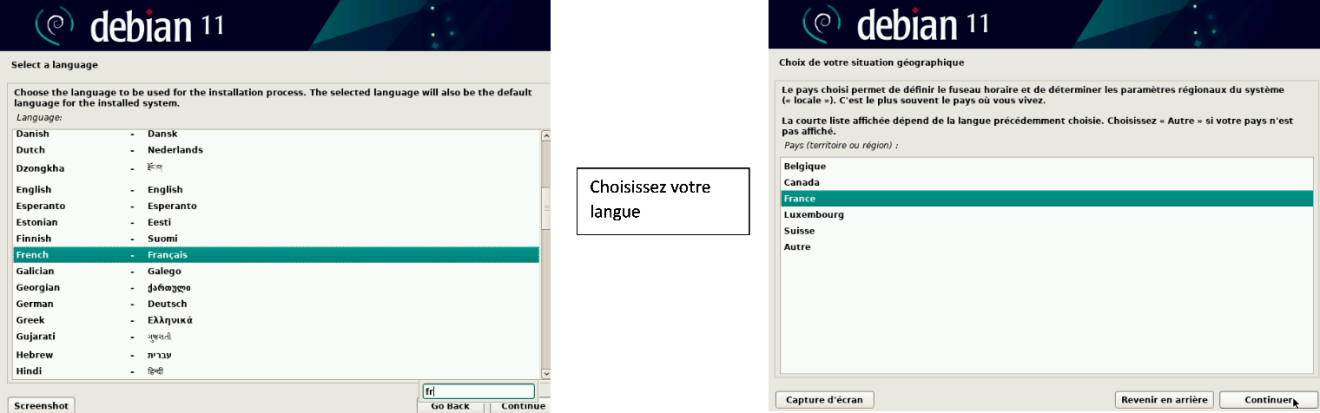 debian 11
Select a language
Choose the language to be used for the installation process. The selected language will also be the default
language for the installed system.
Language:
Danish - Dansk
Dutch - Nederlands
Dzongkha - རྫོང་ཁ
English - English
Esperanto - Esperanto
Estonian - Eesti
Finnish - Suomi
French - Français
Galician - Galego
Georgian - ქართული
German - Deutsch
Greek - Ελληνικά
Gujarati - ગુજરાતી
Hebrew - עברית
Hindi - हिन्दी
fr
Screenshot
Go Back
Continue
Choisissez votre
langue
debian 11
Choix de votre situation géographique
Le pays choisi permet de définir le fuseau horaire et de déterminer les paramètres régionaux du système
(« locale »). C'est le plus souvent le pays où vous vivez.
La courte liste affichée dépend de la langue précédemment choisie. Choisissez « Autre » si votre pays n'est
pas affiché.
Pays (territoire ou région) :
Belgique
Canada
France
Luxembourg
Suisse
Autre
Capture d'écran
Revenir en arrière
Continuer